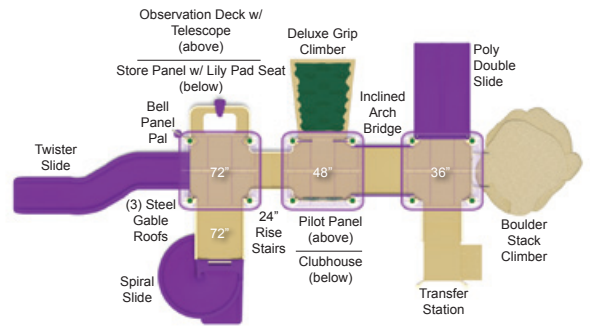 Observation Deck w/
Telescope
(above)
Store Panel w/ Lily Pad Seat
(below)
Deluxe Grip
Climber
Poly
Double
Slide
Bell
Panel
Pal
Inclined
Arch
Bridge
Twister
Slide
72"
48"
36"
(3) Steel
Gable
Roofs
72"
24"
Rise
Stairs
Pilot Panel
(above)
Clubhouse
(below)
Boulder
Stack
Climber
Spiral
Slide
Transfer
Station